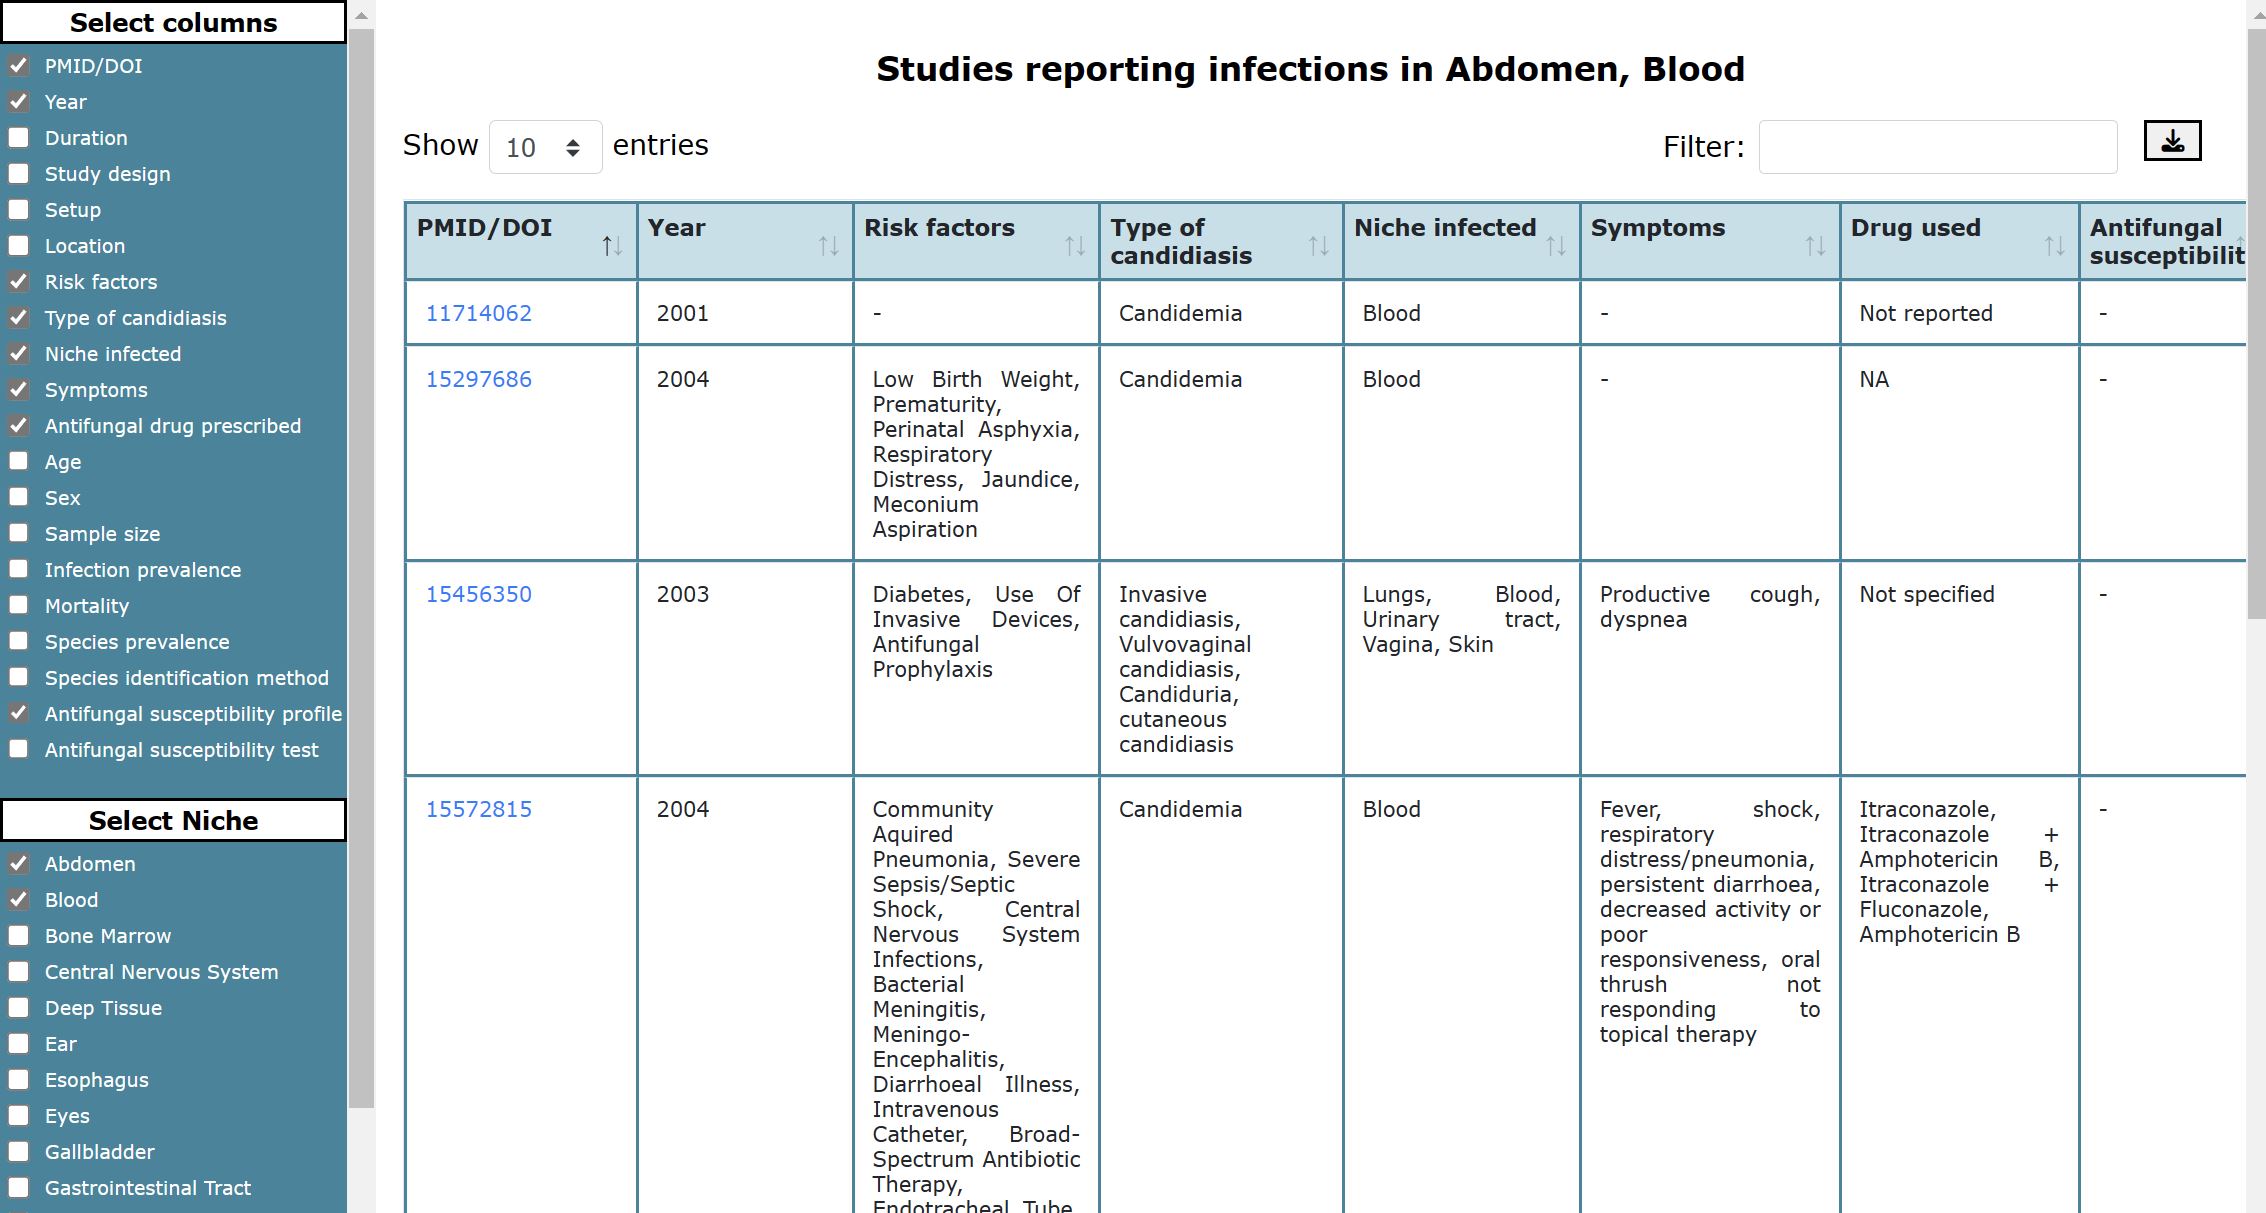 Select columns
PMID/DOI
Year
Duration
Study design
Setup
Location
Risk factors
Type of candidiasis
Niche infected
Symptoms
Antifungal drug prescribed
Age
Sex
Sample size
Infection prevalence
Mortality
Species prevalence
Species identification method
Antifungal susceptibility profile
Antifungal susceptibility test
Select Niche
Abdomen
Blood
Bone Marrow
Central Nervous System
Deep Tissue
Ear
Esophagus
Eyes
Gallbladder
Gastrointestinal Tract
Studies reporting infections in Abdomen, Blood
Show 10 entries
Filter:
PMID/DOI
Year
Risk factors
Type of
candidiasis
Niche infected
Symptoms
Drug used
Antifungal
susceptibilit
11714062
2001
-
Candidemia
Blood
-
Not reported
-
15297686
2004
Low Birth Weight,
Prematurity,
Perinatal Asphyxia,
Respiratory
Distress, Jaundice,
Meconium
Aspiration
Candidemia
Blood
-
NA
-
15456350
2003
Diabetes, Use Of
Invasive Devices,
Antifungal
Prophylaxis
Invasive
candidiasis,
Vulvovaginal
candidiasis,
Candiduria,
cutaneous
candidiasis
Lungs, Blood,
Urinary tract,
Vagina, Skin
Productive cough,
dyspnea
Not specified
-
15572815
2004
Community
Aquired
Pneumonia, Severe
Sepsis/Septic
Shock, Central
Nervous System
Infections,
Bacterial
Meningitis,
Meningo-
Encephalitis,
Diarrhoeal Illness,
Intravenous
Catheter, Broad-
Spectrum Antibiotic
Therapy,
Endotracheal Tube,
Candidemia
Blood
Fever, shock,
respiratory
distress/pneumonia,
persistent diarrhoea,
decreased activity or
poor
responsiveness, oral
thrush not
responding to
topical therapy
Itraconazole,
Itraconazole +
Amphotericin B,
Itraconazole +
Fluconazole,
Amphotericin B
-